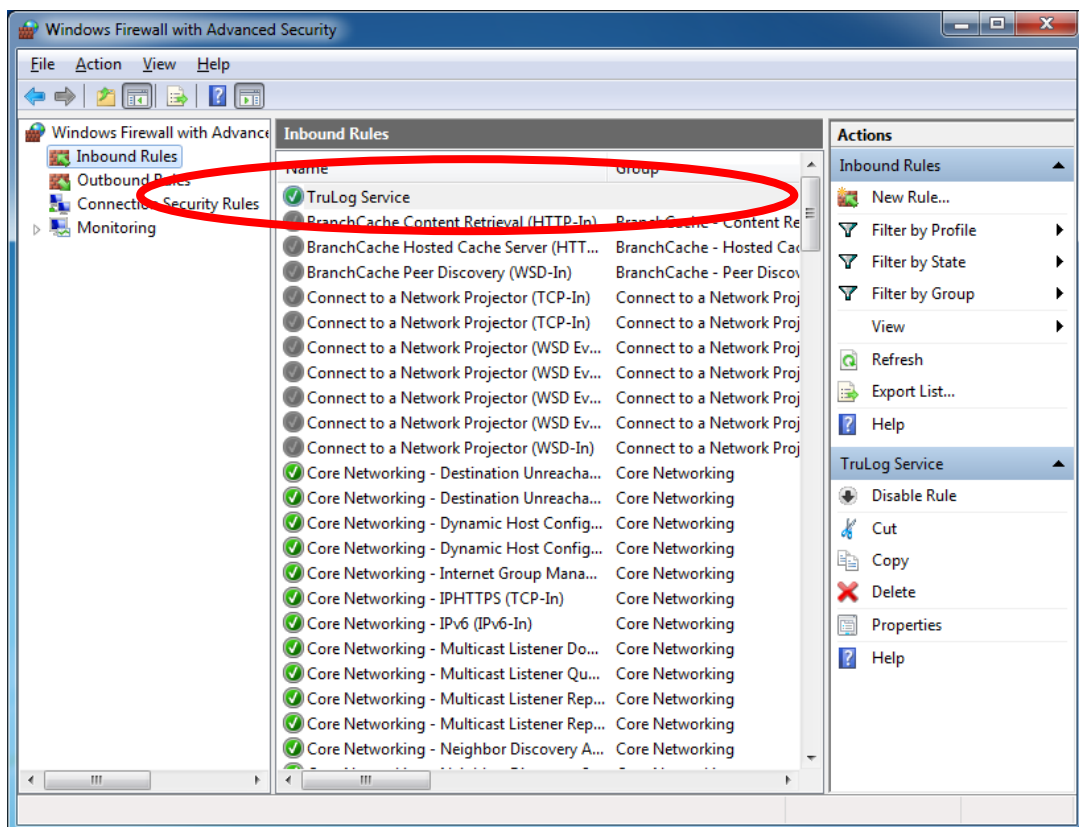 Windows Firewall with Advanced Security
File Action View Help
Windows Firewall with Advance
Inbound Rules
Outbound Rules
Connection Security Rules
Monitoring
Inbound Rules
Name Group
TruLog Service
BranchCache Content Retrieval (HTTP-In) BranchCache - Content Re
BranchCache Hosted Cache Server (HTT... BranchCache - Hosted Cac
BranchCache Peer Discovery (WSD-In) BranchCache - Peer Discov
Connect to a Network Projector (TCP-In) Connect to a Network Proj
Connect to a Network Projector (TCP-In) Connect to a Network Proj
Connect to a Network Projector (WSD Ev... Connect to a Network Proj
Connect to a Network Projector (WSD Ev... Connect to a Network Proj
Connect to a Network Projector (WSD Ev... Connect to a Network Proj
Connect to a Network Projector (WSD Ev... Connect to a Network Proj
Connect to a Network Projector (WSD-In) Connect to a Network Proj
Core Networking - Destination Unreacha... Core Networking
Core Networking - Destination Unreacha... Core Networking
Core Networking - Dynamic Host Config... Core Networking
Core Networking - Dynamic Host Config... Core Networking
Core Networking - Internet Group Mana... Core Networking
Core Networking - IPHTTPS (TCP-In) Core Networking
Core Networking - IPv6 (IPv6-In) Core Networking
Core Networking - Multicast Listener Do... Core Networking
Core Networking - Multicast Listener Qu... Core Networking
Core Networking - Multicast Listener Rep... Core Networking
Core Networking - Multicast Listener Rep... Core Networking
Core Networking - Neighbor Discovery A... Core Networking
Actions
Inbound Rules
New Rule...
Filter by Profile
Filter by State
Filter by Group
View
Refresh
Export List...
Help
TruLog Service
Disable Rule
Cut
Copy
Delete
Properties
Help